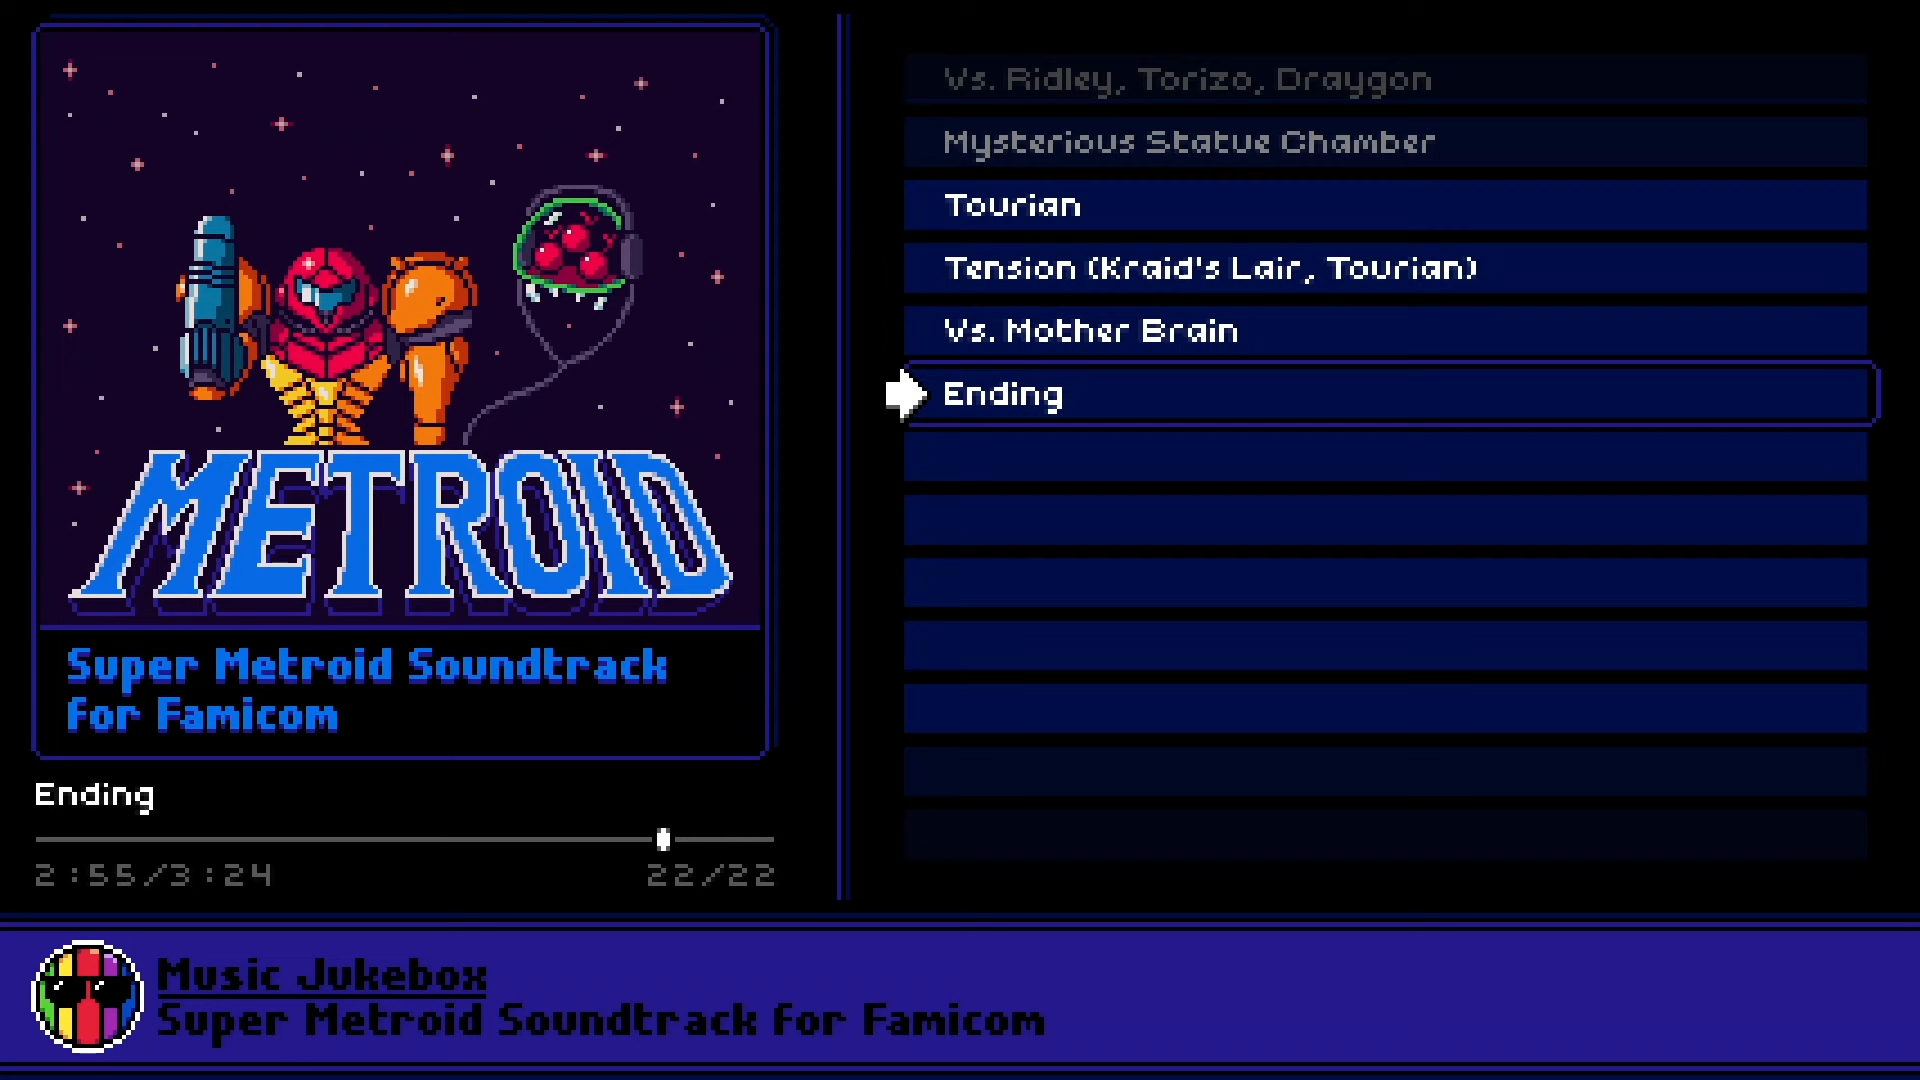 METROID
Super Metroid Soundtrack
for Famicom
Ending
2:55/3:24
22/22
Vs. Ridley, Torizo, Draygon
Mysterious Statue Chamber
Tourian
Tension (Kraid's Lair, Tourian)
Vs. Mother Brain
Ending
Music Jukebox
Super Metroid Soundtrack for Famicom